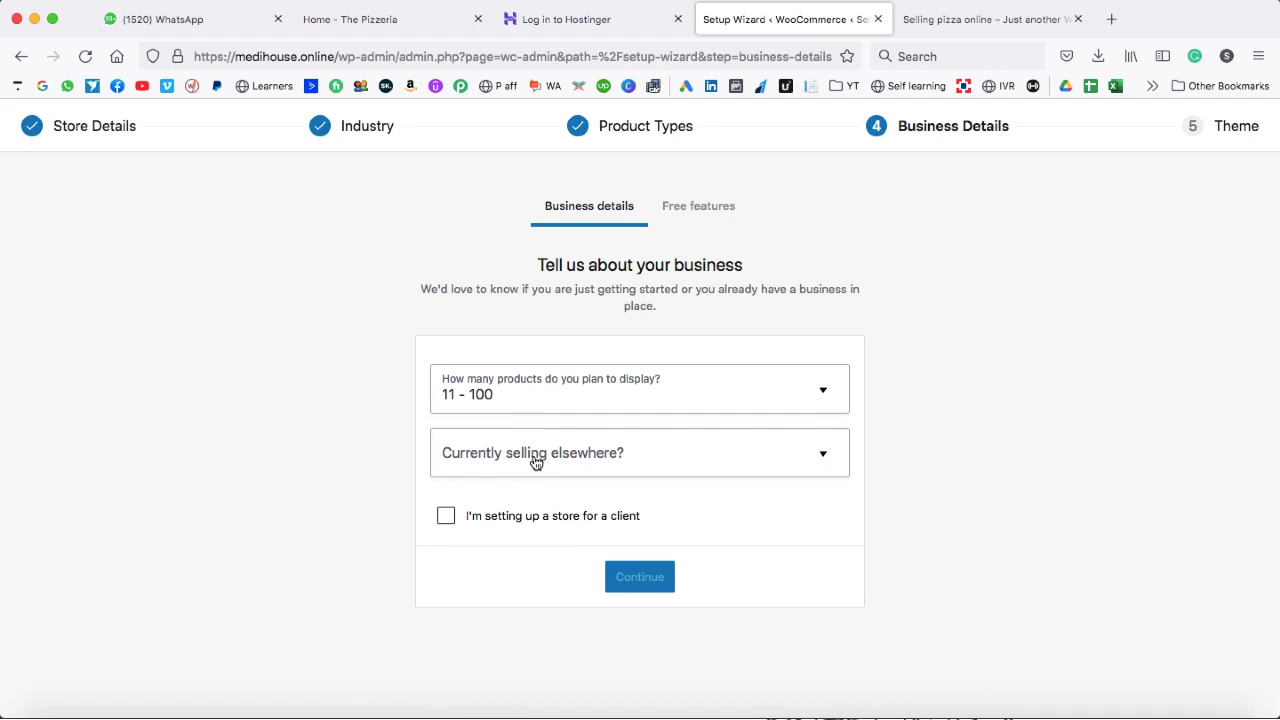 (1520) WhatsApp
Home - The Pizzeria
Log in to Hostinger
Setup Wizard ‹ WooCommerce ‹ Se
Selling pizza online – Just another W
https://medihouse.online/wp-admin/admin.php?page=wc-admin&path=%2Fsetup-wizard&step=business-details
Search
Learners
P aff
WA
YT
Self learning
IVR
Other Bookmarks
Store Details
Industry
Product Types
4 Business Details
5 Theme
Business details
Free features
Tell us about your business
We'd love to know if you are just getting started or you already have a business in
place.
How many products do you plan to display?
11 - 100
Currently selling elsewhere?
I'm setting up a store for a client
Continue